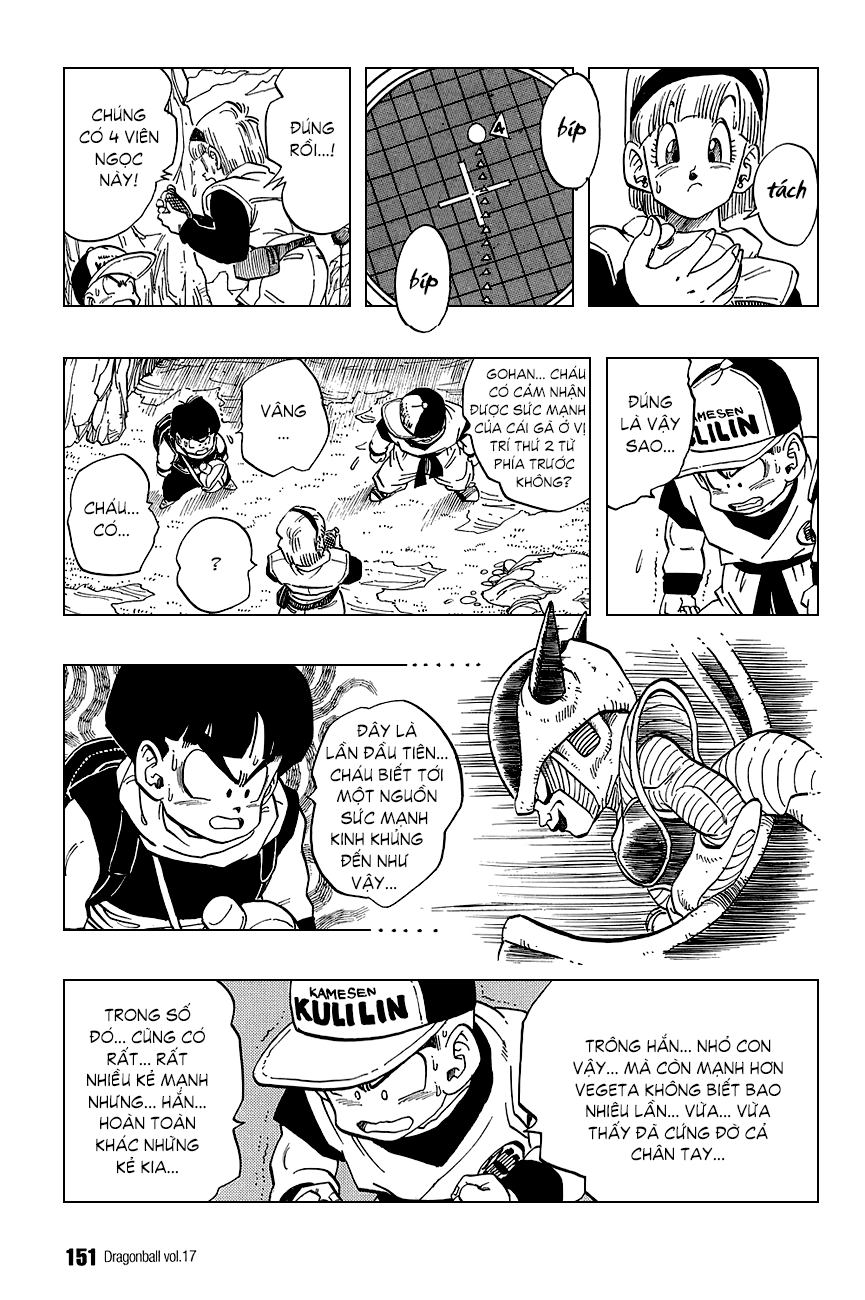 tách
bíp
bíp
ĐÚNG
RỒI...!
CHÚNG
CÓ 4 VIÊN
NGỌC
NÀY!
ĐÚNG
LÀ VẬY
SAO...
KAMESEN
KULILIN
GOHAN... CHÁU
CÓ CẢM NHẬN
ĐƯỢC SỨC MẠNH
CỦA CÁI GÃ Ở VỊ
TRÍ THỨ 2 TỪ
PHÍA TRƯỚC
KHÔNG?
VÂNG
...
CHÁU...
CÓ...
?
ĐÂY LÀ
LẦN ĐẦU TIÊN...
CHÁU BIẾT TỚI
MỘT NGUỒN
SỨC MẠNH
KINH KHỦNG
ĐẾN NHƯ
VẬY...
TRÔNG HẮN... NHỎ CON
VẬY... MÀ CÒN MẠNH HƠN
VEGETA KHÔNG BIẾT BAO
NHIÊU LẦN... VỪA... VỪA
THẤY ĐÃ CỨNG ĐỜ CẢ
CHÂN TAY...
KAMESEN
KULILIN
TRONG SỐ
ĐÓ... CŨNG CÓ
RẤT... RẤT
NHIỀU KẺ MẠNH
NHƯNG... HẮN...
HOÀN TOÀN
KHÁC NHỮNG
KẺ KIA...
151 Dragonball vol.17